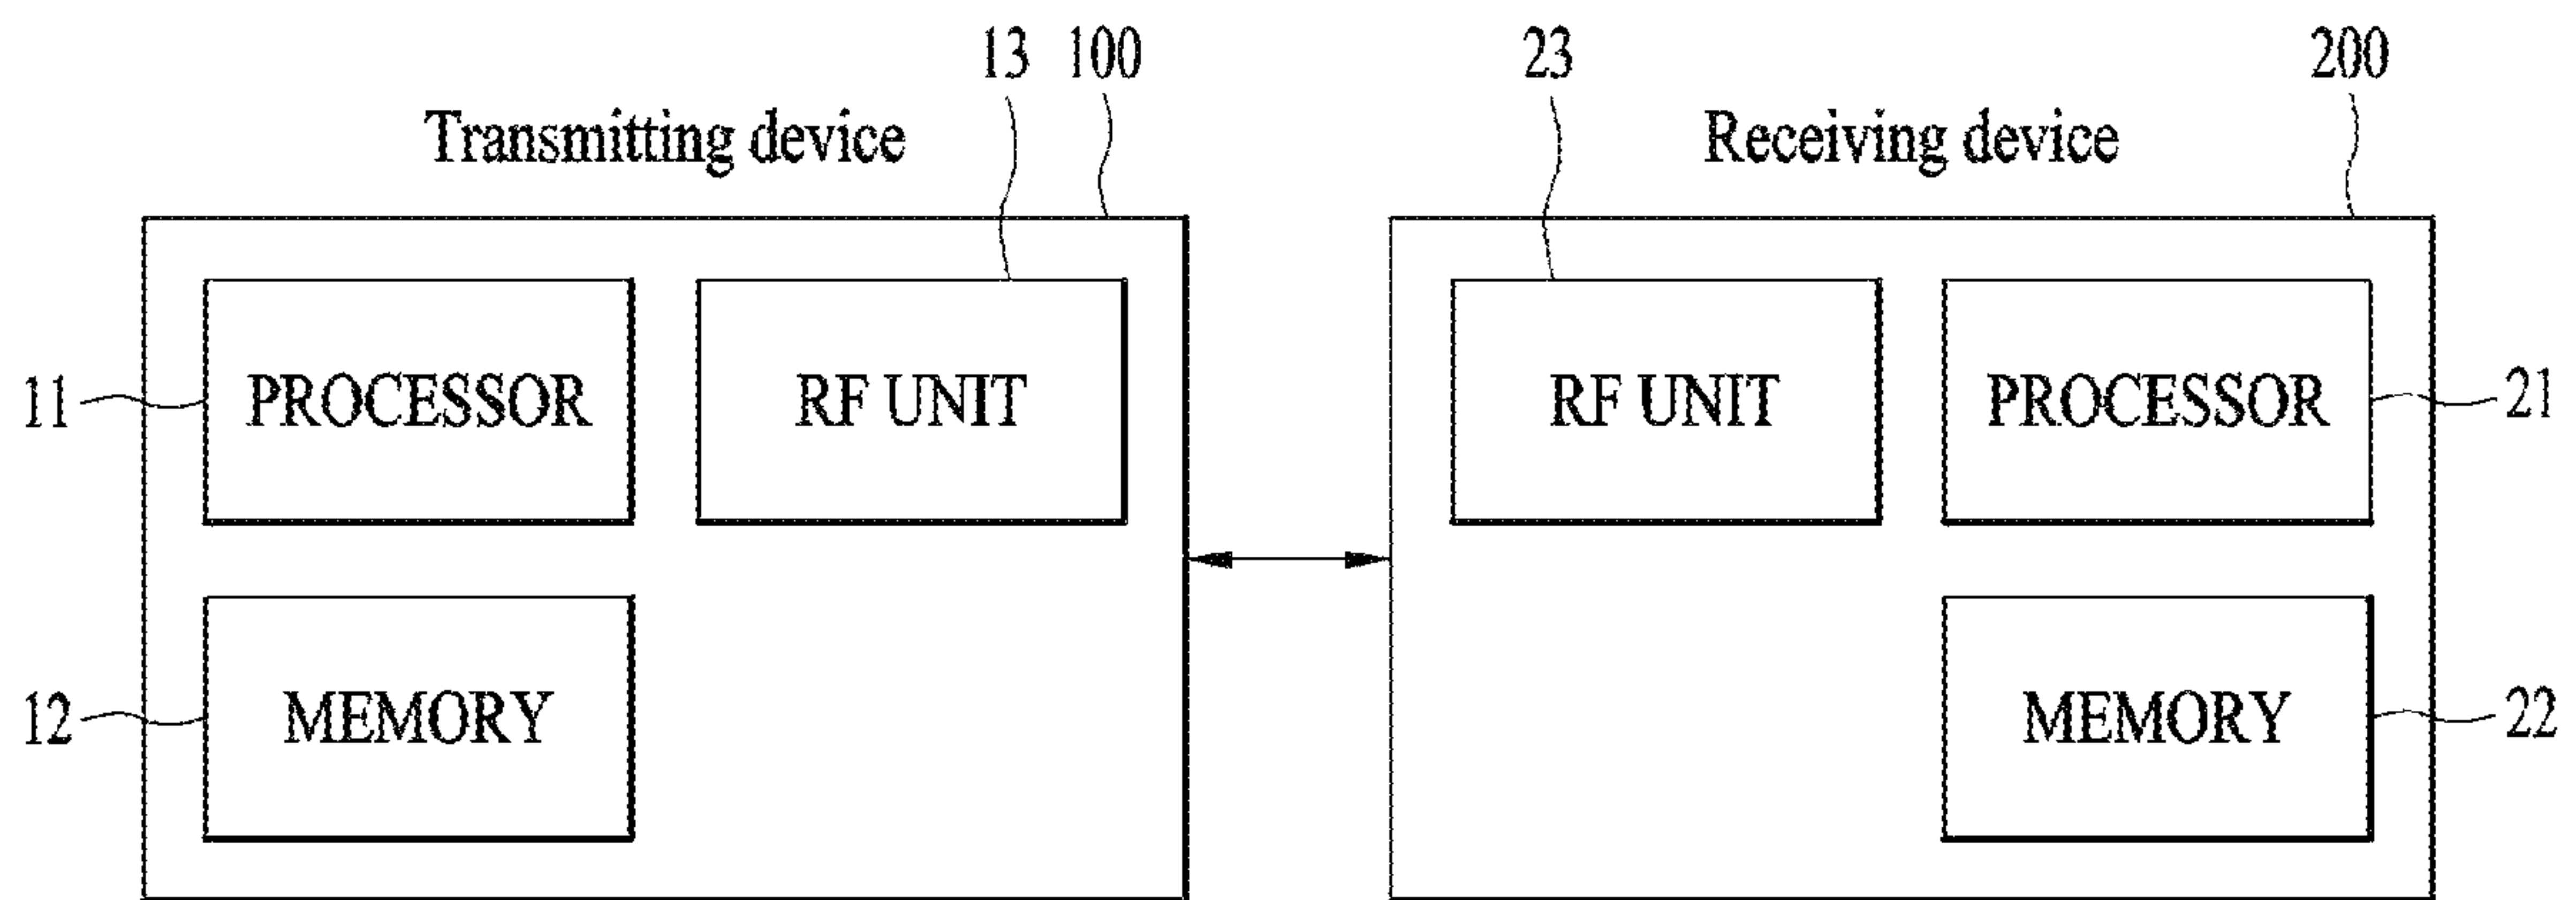 13 100 23 200
Transmitting device Receiving device
11 PROCESSOR RF UNIT RF UNIT PROCESSOR 21
12 MEMORY MEMORY 22